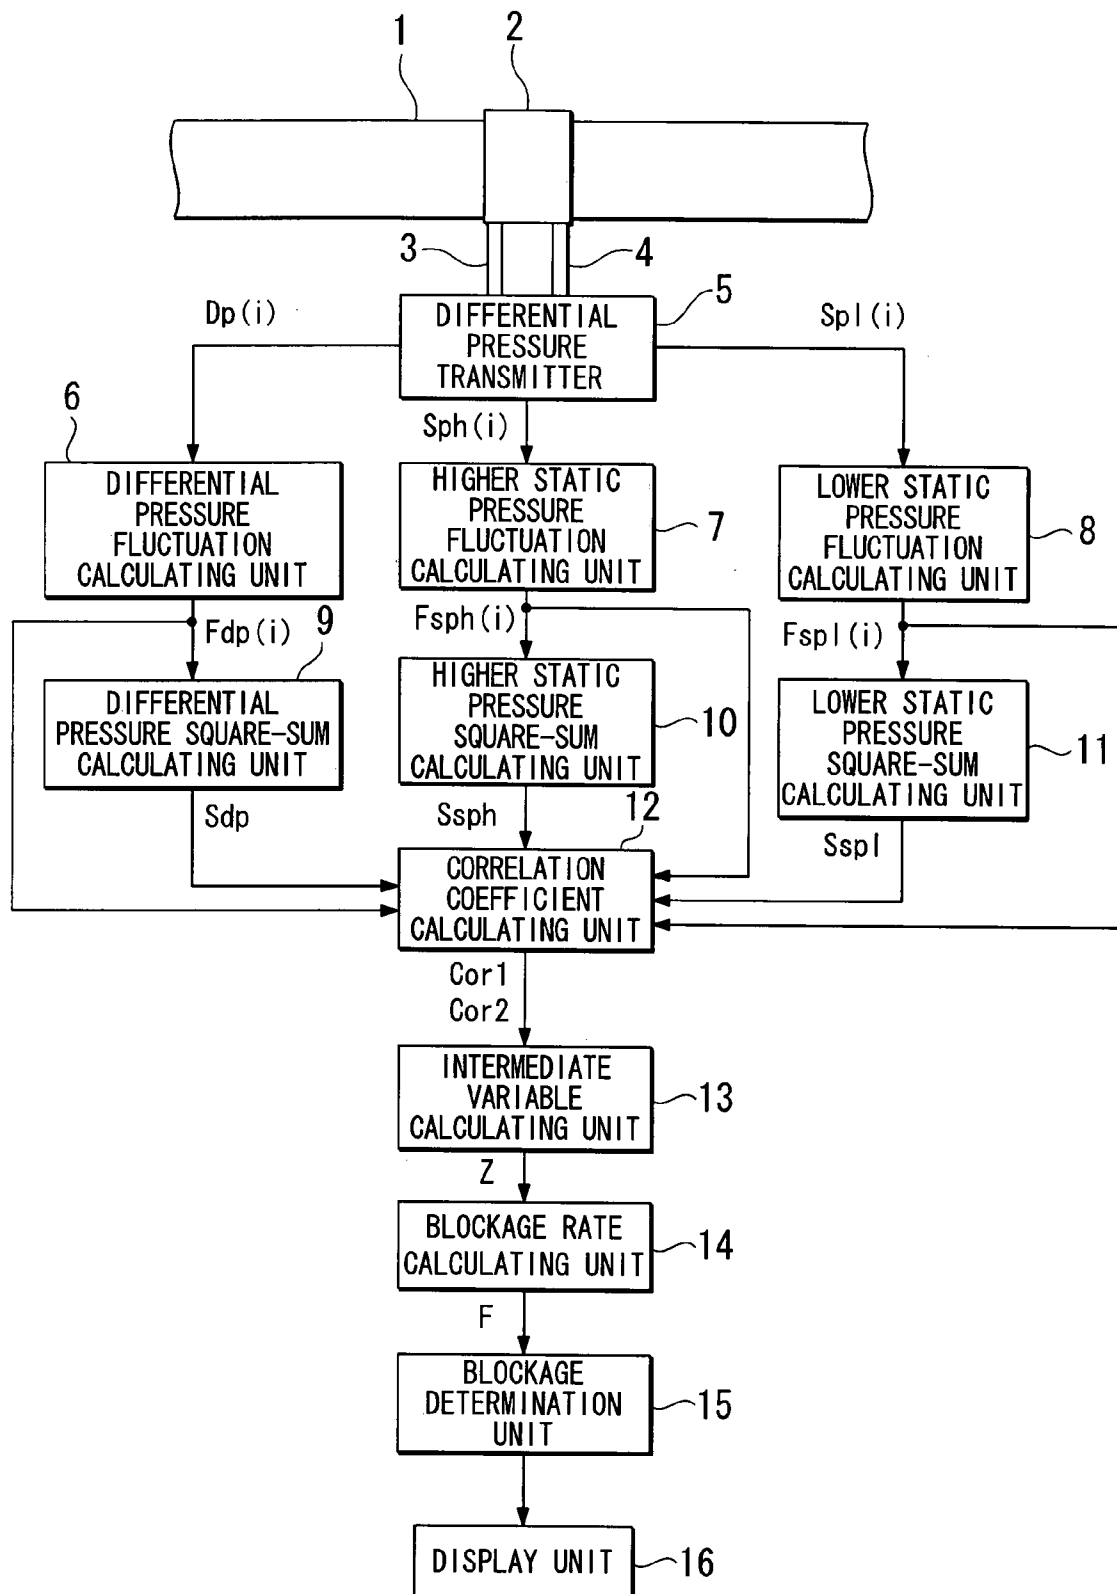 1
2
3
4
5
DIFFERENTIAL
PRESSURE
TRANSMITTER
Dp(i)
Spl(i)
Sph(i)
6
DIFFERENTIAL
PRESSURE
FLUCTUATION
CALCULATING UNIT
HIGHER STATIC
PRESSURE
FLUCTUATION
CALCULATING UNIT
7
LOWER STATIC
PRESSURE
FLUCTUATION
CALCULATING UNIT
8
Fdp(i)
Fsph(i)
Fspl(i)
9
DIFFERENTIAL
PRESSURE SQUARE-SUM
CALCULATING UNIT
HIGHER STATIC
PRESSURE
SQUARE-SUM
CALCULATING UNIT
10
LOWER STATIC
PRESSURE
SQUARE-SUM
CALCULATING UNIT
11
Sdp
Ssph
Sspl
12
CORRELATION
COEFFICIENT
CALCULATING UNIT
Cor1
Cor2
INTERMEDIATE
VARIABLE
CALCULATING UNIT
13
Z
BLOCKAGE RATE
CALCULATING UNIT
14
F
BLOCKAGE
DETERMINATION
UNIT
15
DISPLAY UNIT
16